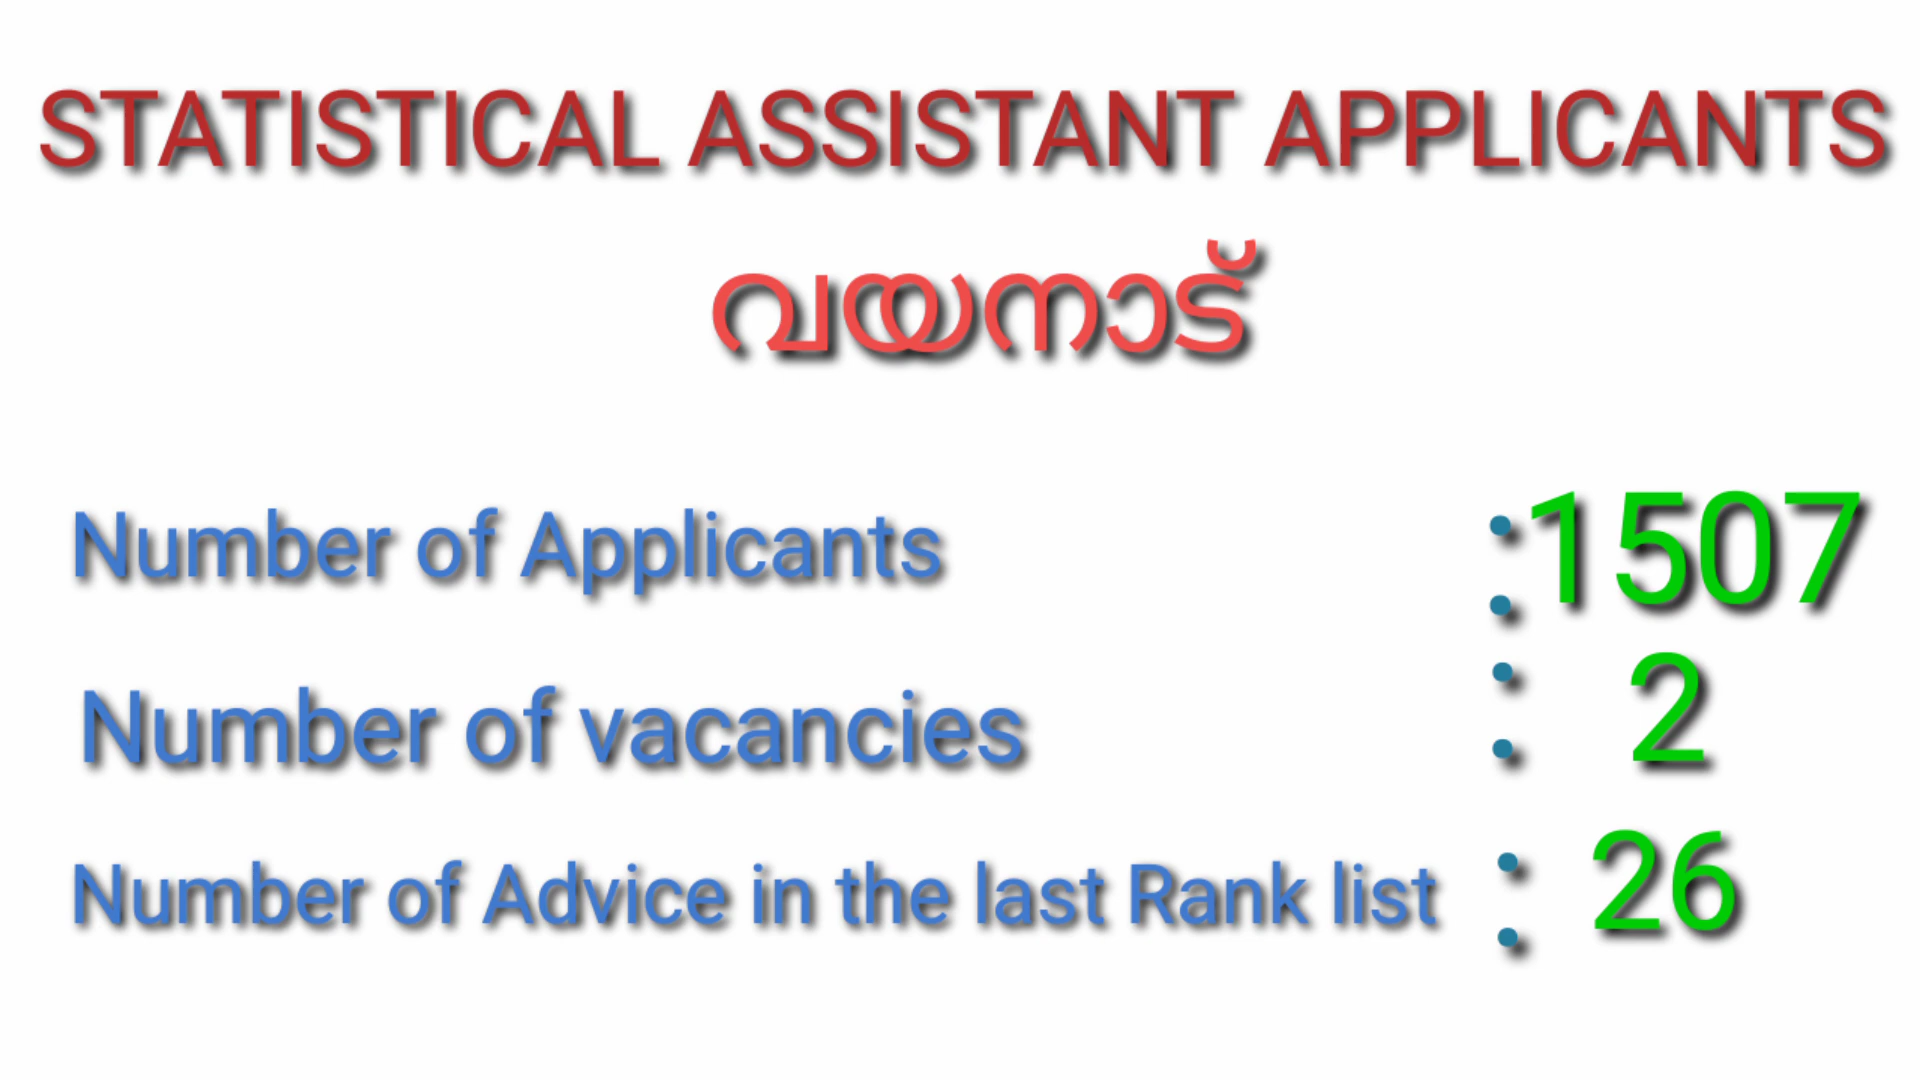 STATISTICAL ASSISTANT APPLICANTS
വയനാട്
Number of Applicants : 1507
Number of vacancies : 2
Number of Advice in the last Rank list : 26